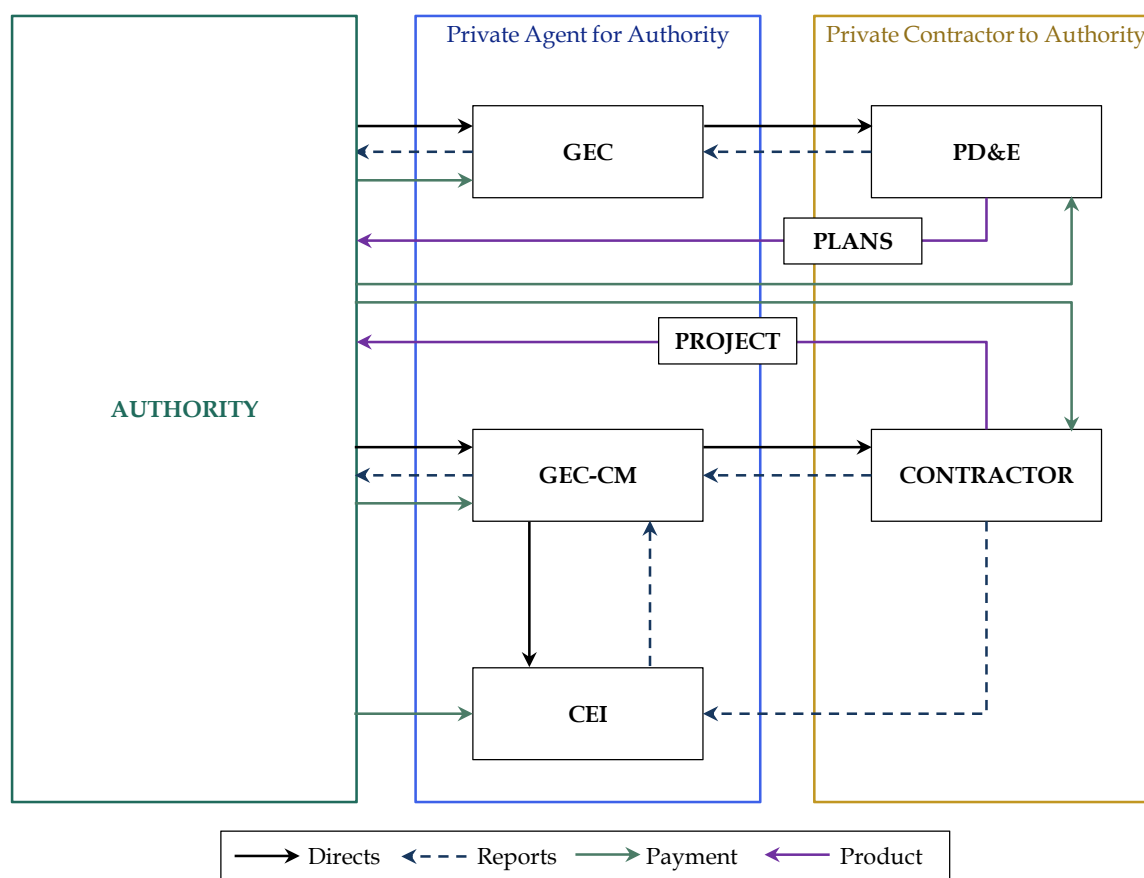 Private Agent for Authority
Private Contractor to Authority
GEC
PD&E
PLANS
PROJECT
AUTHORITY
GEC-CM
CONTRACTOR
CEI
Directs
Reports
Payment
Product